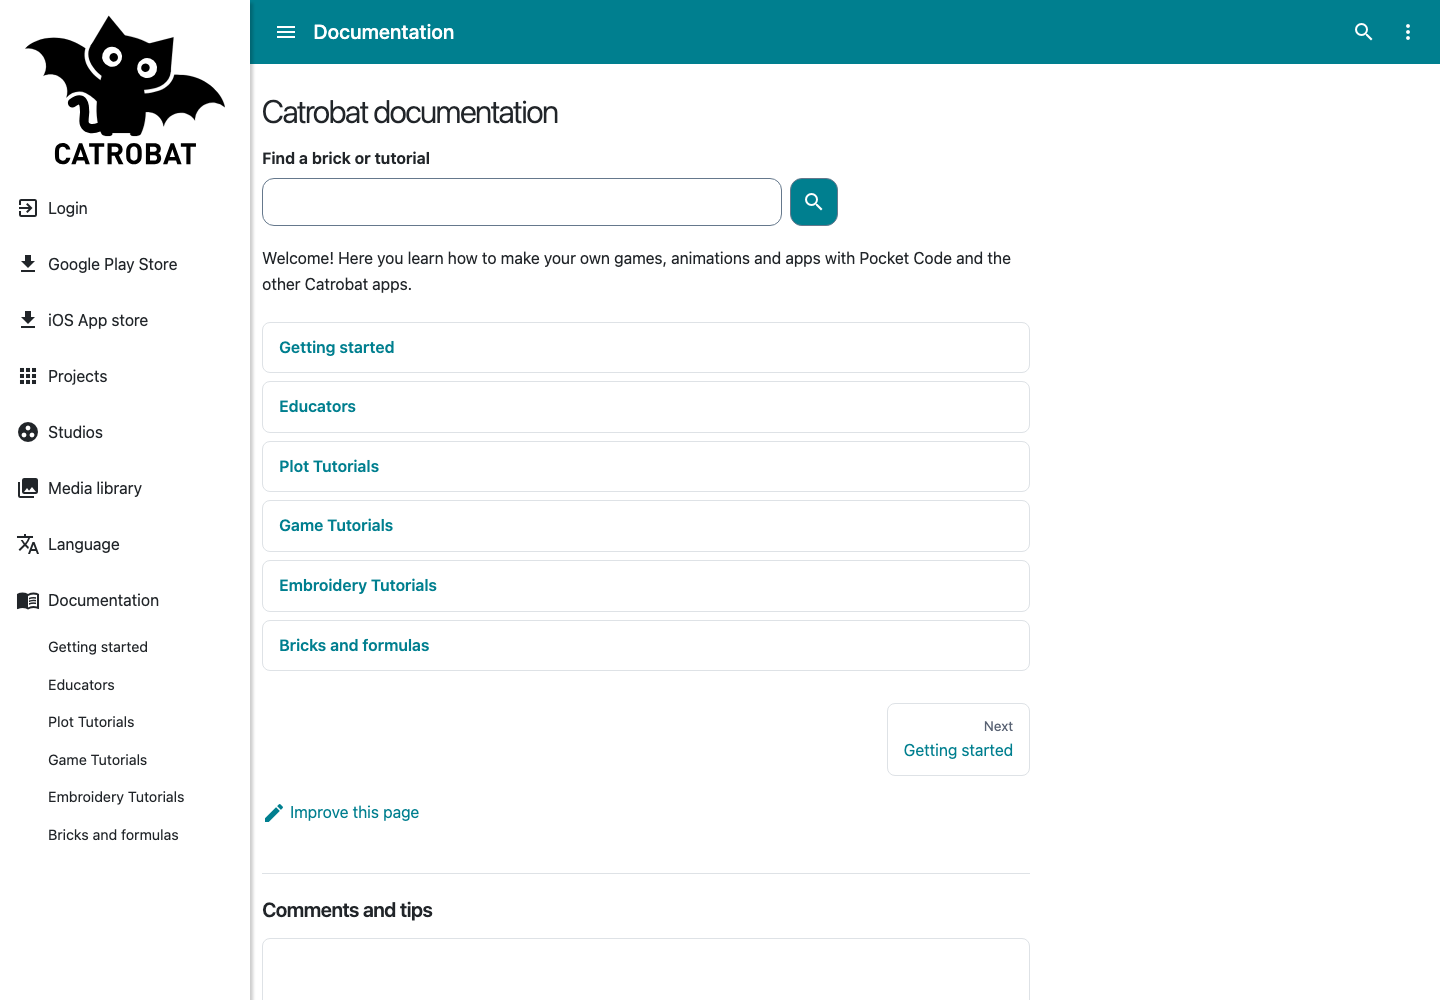 CATROBAT
Login
Google Play Store
iOS App store
Projects
Studios
Media library
Language
Documentation
Getting started
Educators
Plot Tutorials
Game Tutorials
Embroidery Tutorials
Bricks and formulas
Documentation
Catrobat documentation
Find a brick or tutorial
Welcome! Here you learn how to make your own games, animations and apps with Pocket Code and the
other Catrobat apps.
Getting started
Educators
Plot Tutorials
Game Tutorials
Embroidery Tutorials
Bricks and formulas
Next
Getting started
Improve this page
Comments and tips